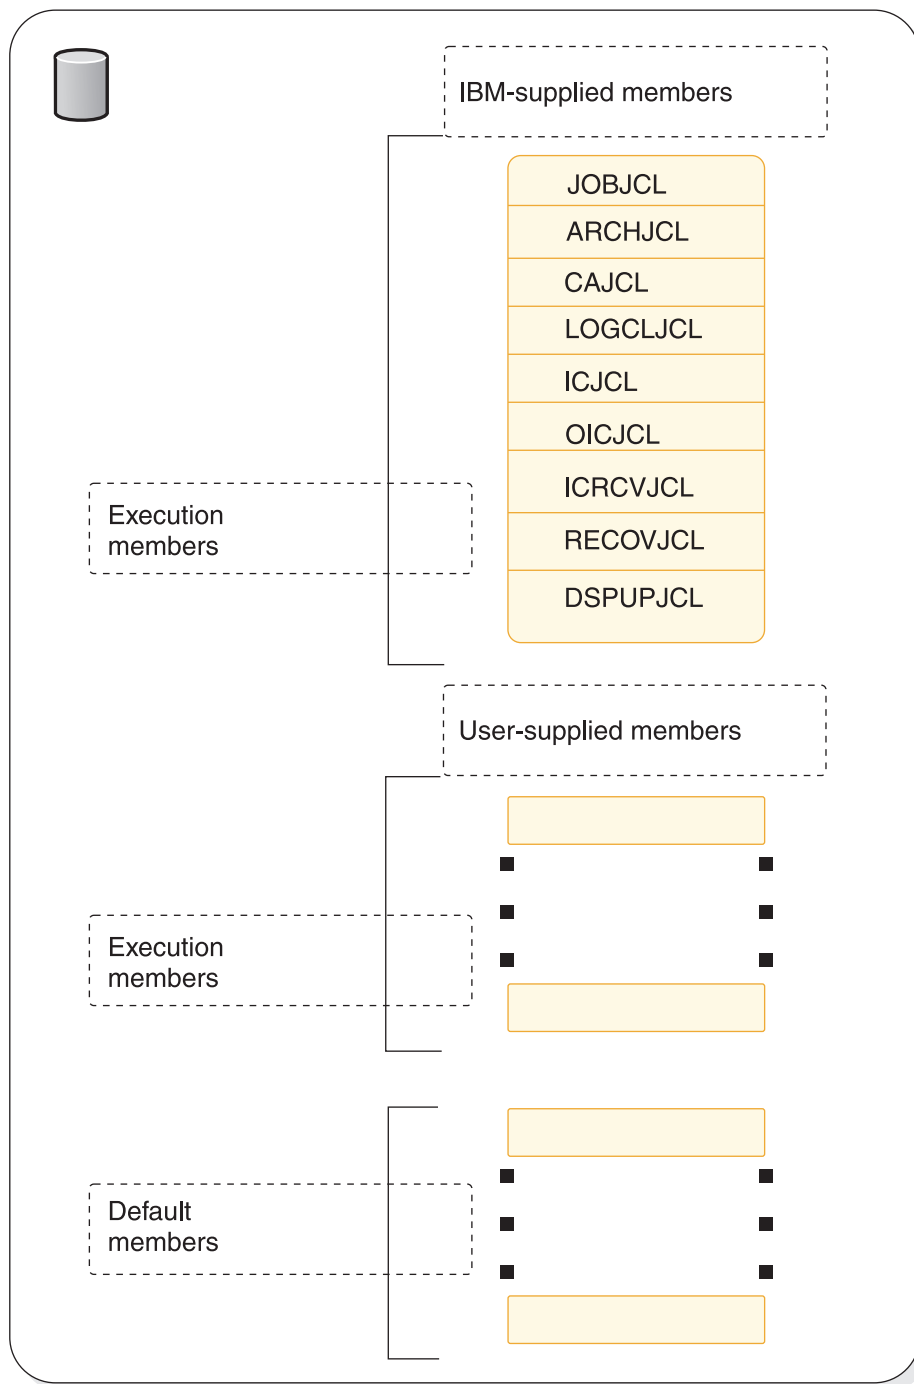 IBM-supplied members
JOBJCL
ARCHJCL
CAJCL
LOGCLJCL
ICJCL
OICJCL
ICRCVJCL
RECOVJCL
DSPUPJCL
Execution
members
User-supplied members
Execution
members
Default
members